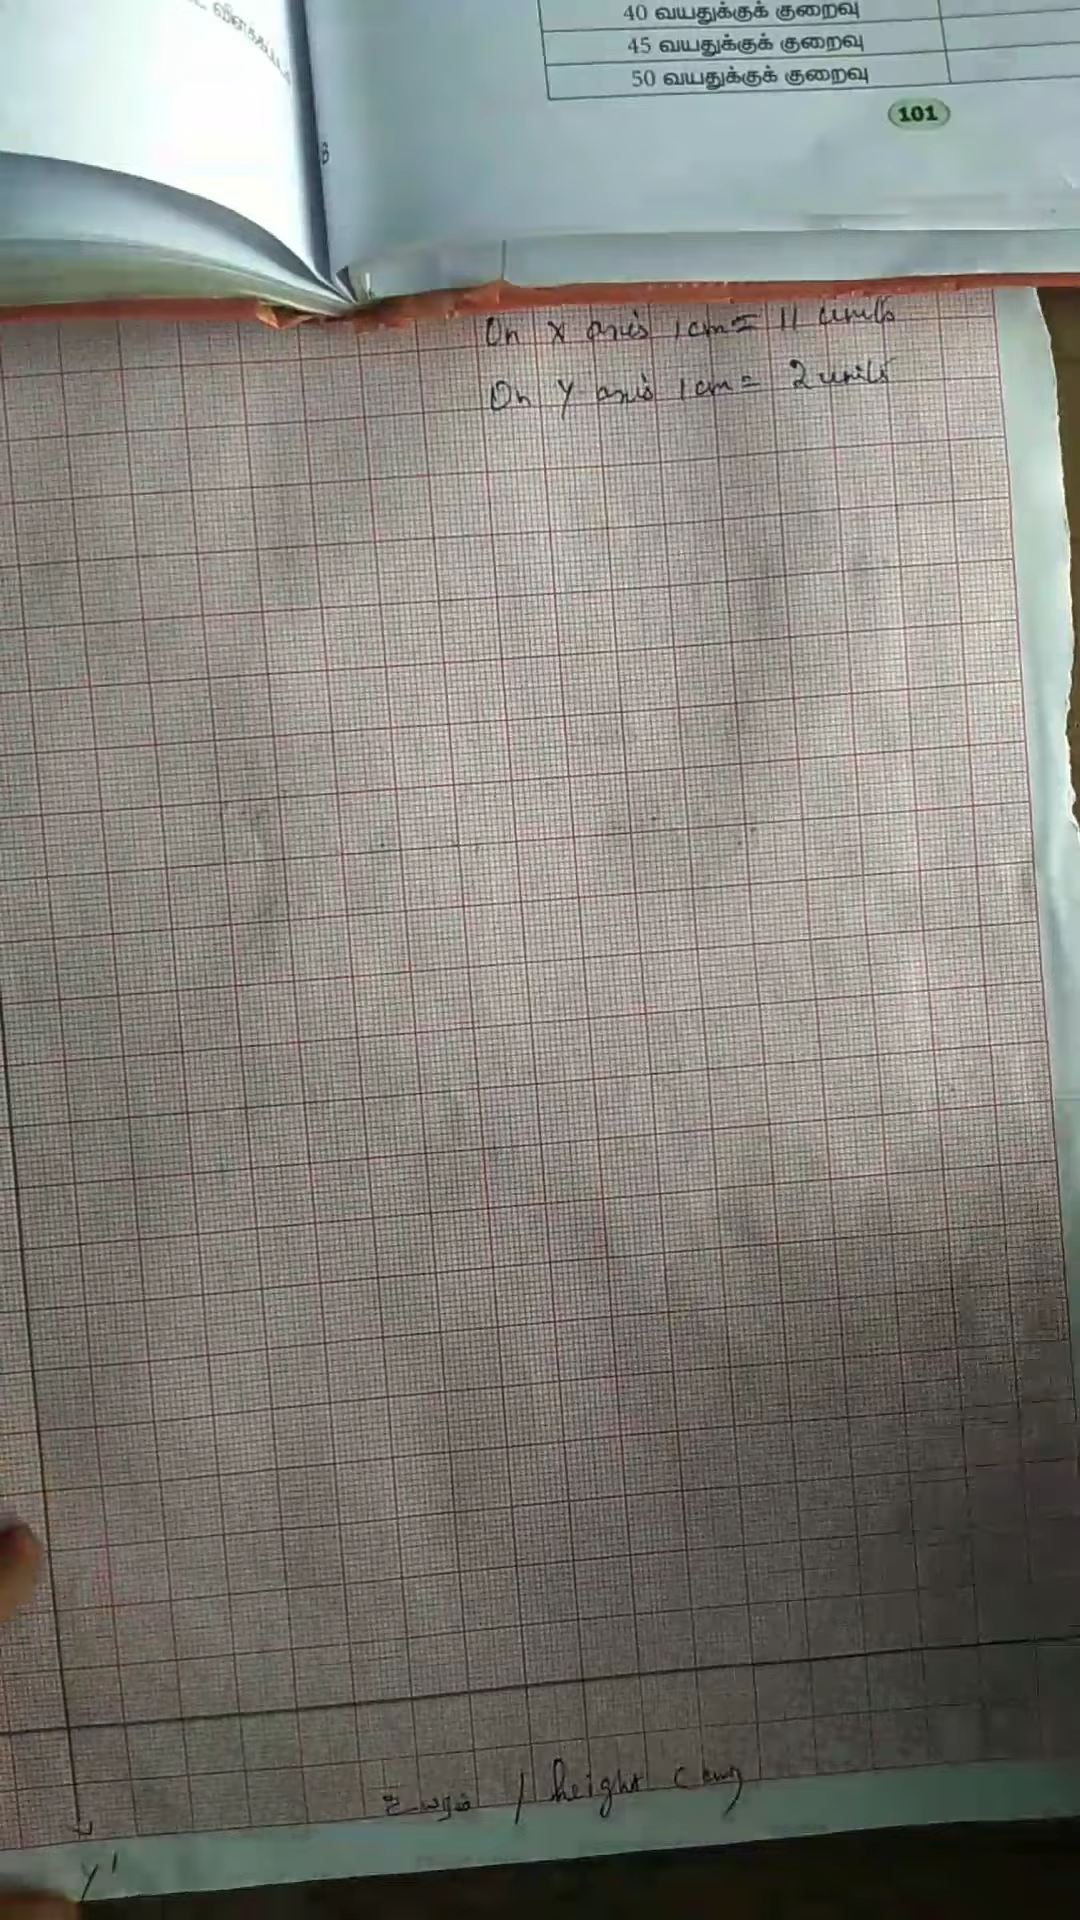 40 வயதுக்குக் குறைவு
45 வயதுக்குக் குறைவு
50 வயதுக்குக் குறைவு
101
On X axis 1cm = 11 units
On Y axis 1cm = 2 units
உயரம் / height (cm)
Y'